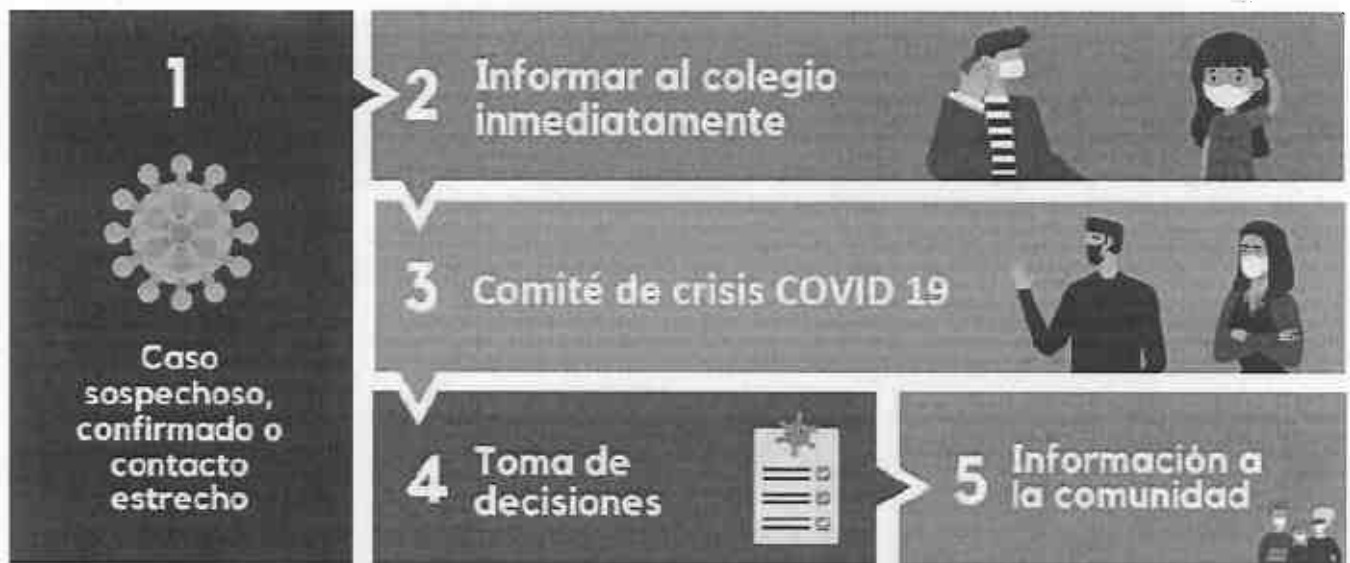 1
Caso
sospechoso,
confirmado o
contacto
estrecho
2
Informar al colegio
inmediatamente
3
Comité de crisis COVID 19
4
Toma de
decisiones
5
Información a
la comunidad